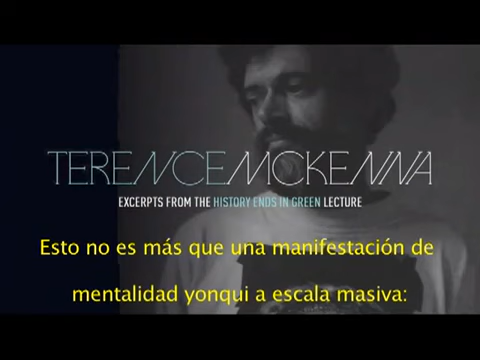 TERENCEMCKENNA
EXCERPTS FROM THE HISTORY ENDS IN GREEN LECTURE
Esto no es más que una manifestación de
mentalidad yonqui a escala masiva: